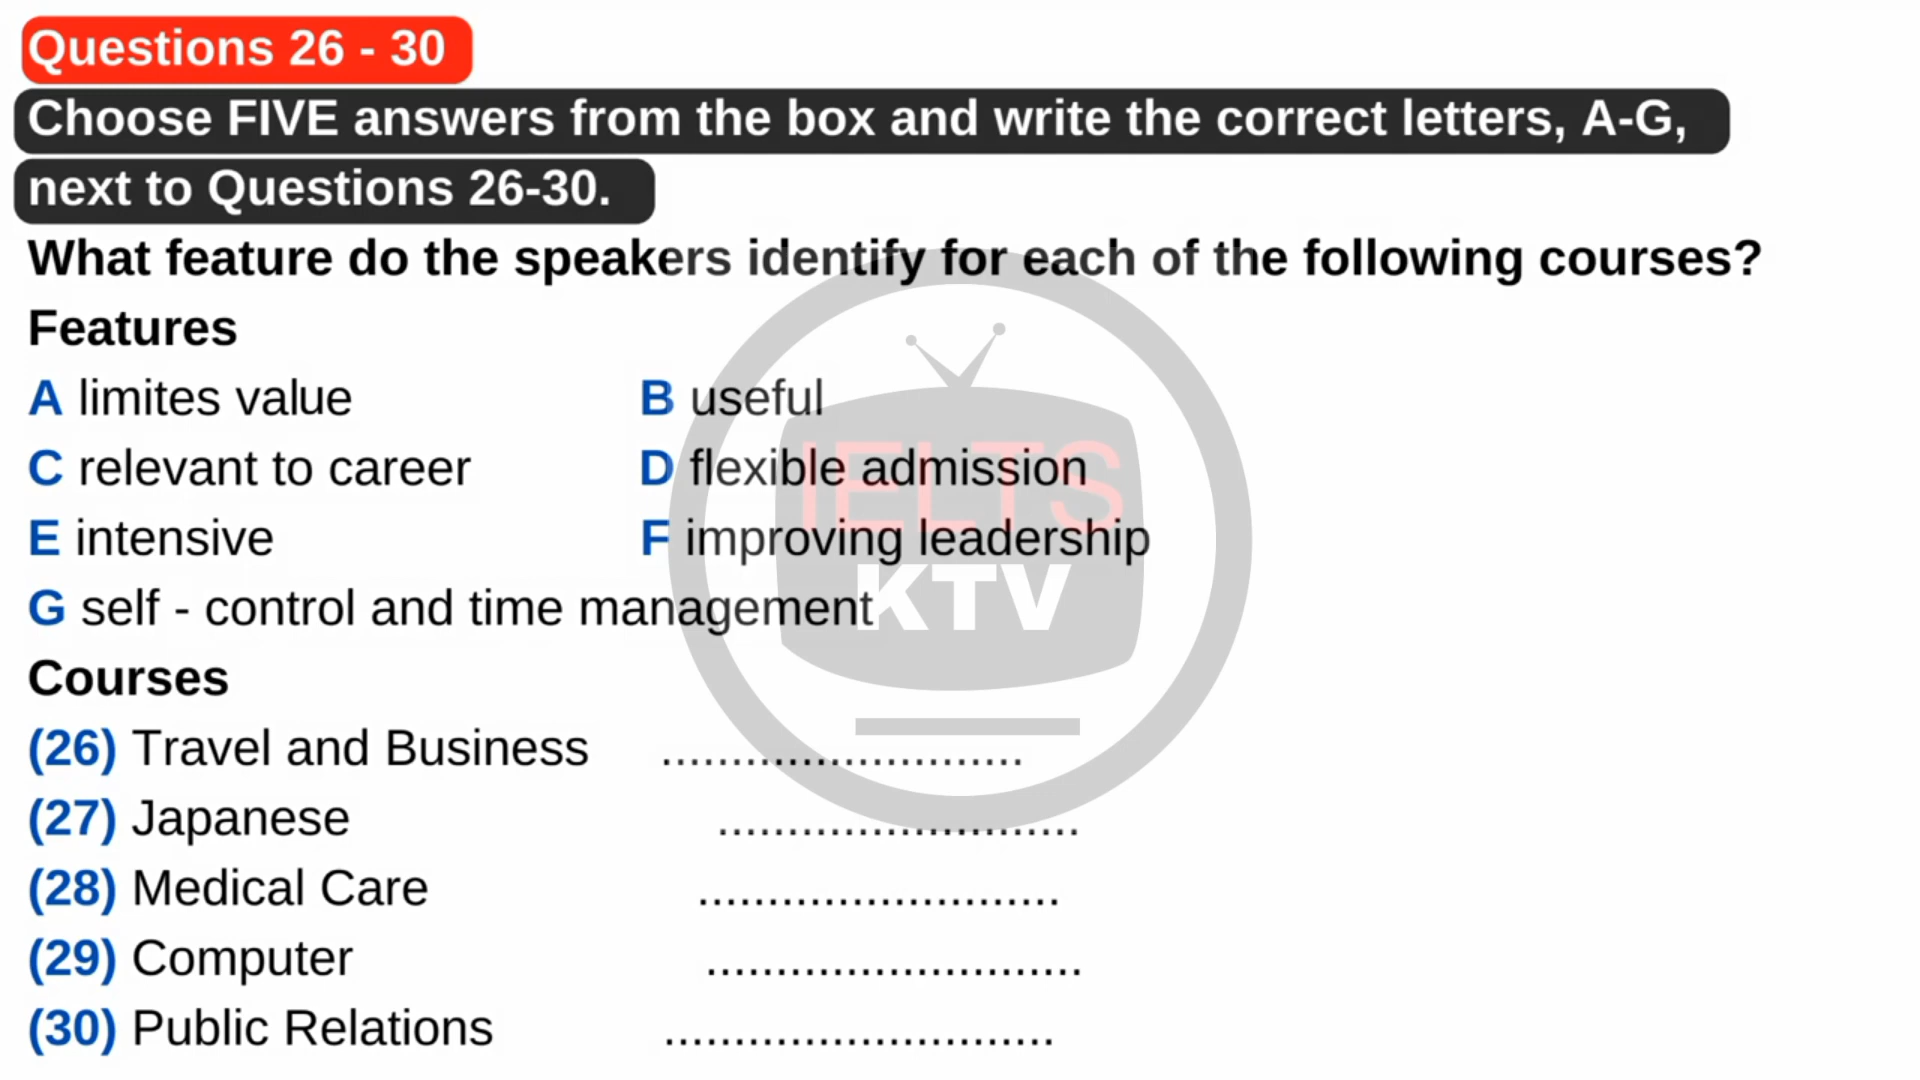 Questions 26 - 30
Choose FIVE answers from the box and write the correct letters, A-G,
next to Questions 26-30.
What feature do the speakers identify for each of the following courses?
Features
A limites value B useful
C relevant to career D flexible admission
E intensive F improving leadership
G self - control and time management
IELTS
KTV
Courses
(26) Travel and Business ..........................
(27) Japanese ..........................
(28) Medical Care ..........................
(29) Computer ...........................
(30) Public Relations ............................